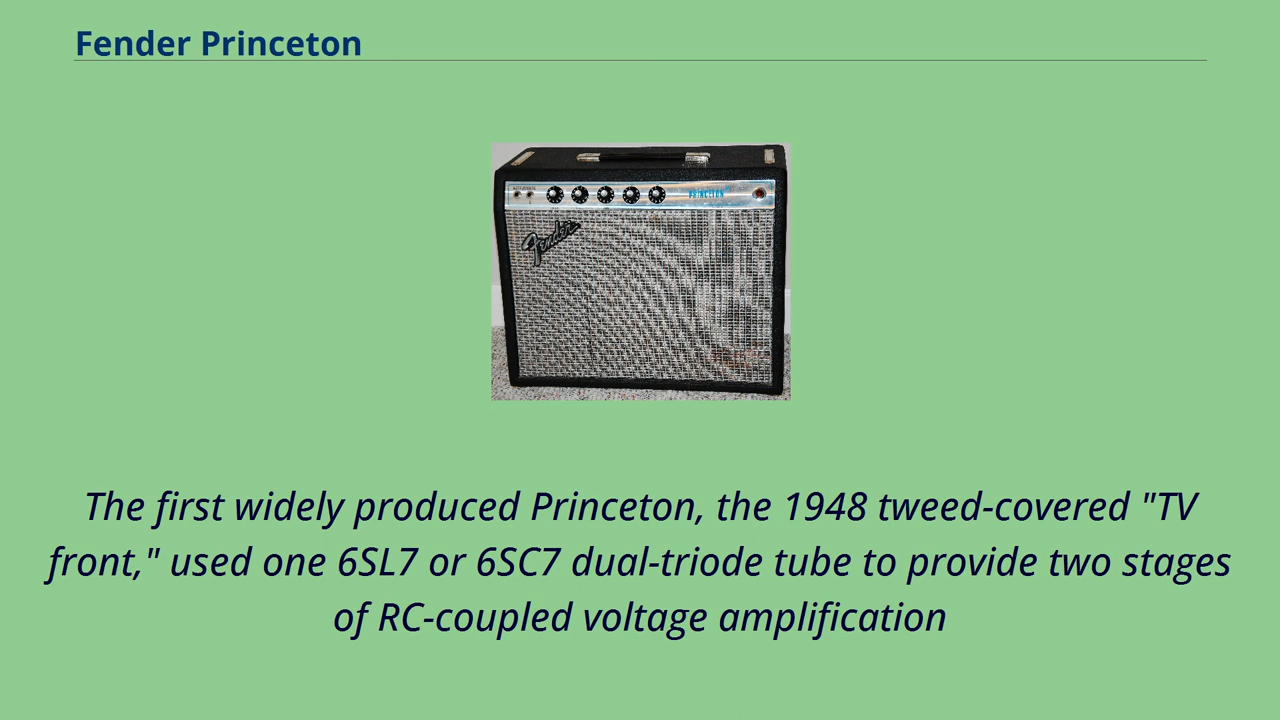 Fender Princeton
PRINCETON
Fender
The first widely produced Princeton, the 1948 tweed-covered "TV
front," used one 6SL7 or 6SC7 dual-triode tube to provide two stages
of RC-coupled voltage amplification